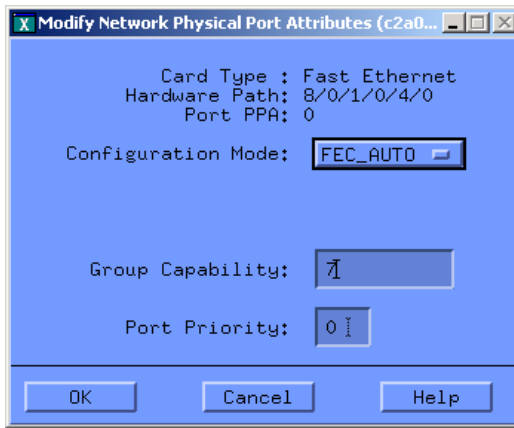 X Modify Network Physical Port Attributes (c2a0...
Card Type : Fast Ethernet
Hardware Path: 8/0/1/0/4/0
Port PPA: 0
Configuration Mode: FEC_AUTO
Group Capability: 7
Port Priority: 0
OK Cancel Help